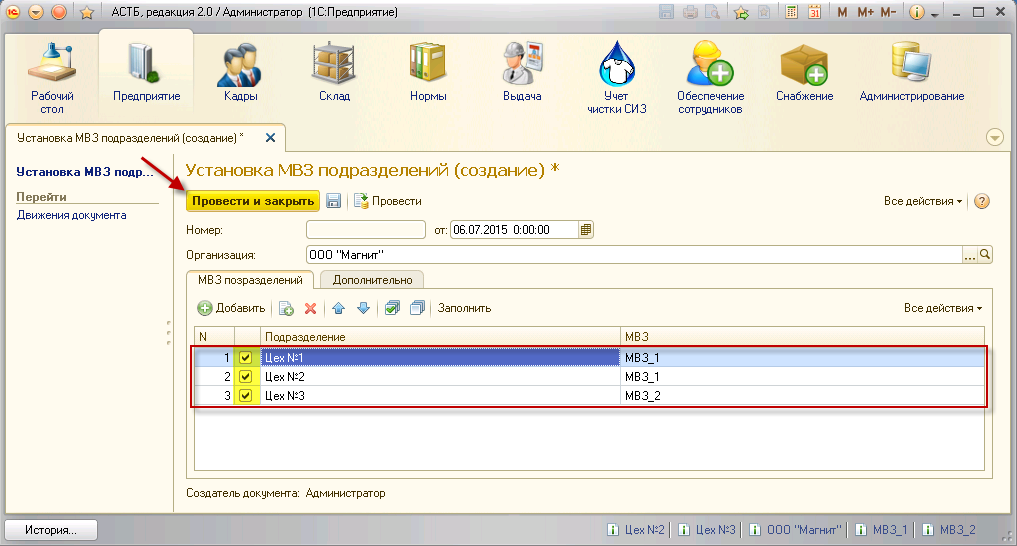 АСТБ, редакция 2.0 / Администратор (1С:Предприятие)
M M+ M-
Рабочий стол
Предприятие
Кадры
Склад
Нормы
Выдача
Учет чистки СИЗ
Обеспечение сотрудников
Снабжение
Администрирование
Установка МВЗ подразделений (создание) *
Установка МВЗ подр...
Перейти
Движения документа
Установка МВЗ подразделений (создание) *
Провести и закрыть
Провести
Все действия
Номер:
от: 06.07.2015 0:00:00
Организация: ООО "Магнит"
МВЗ позразделений
Дополнительно
Добавить
Заполнить
Все действия
N Подразделение МВЗ
1 Цех №1 МВЗ_1
2 Цех №2 МВЗ_1
3 Цех №3 МВЗ_2
Создатель документа: Администратор
История...
Цех №2
Цех №3
ООО "Магнит"
МВЗ_1
МВЗ_2